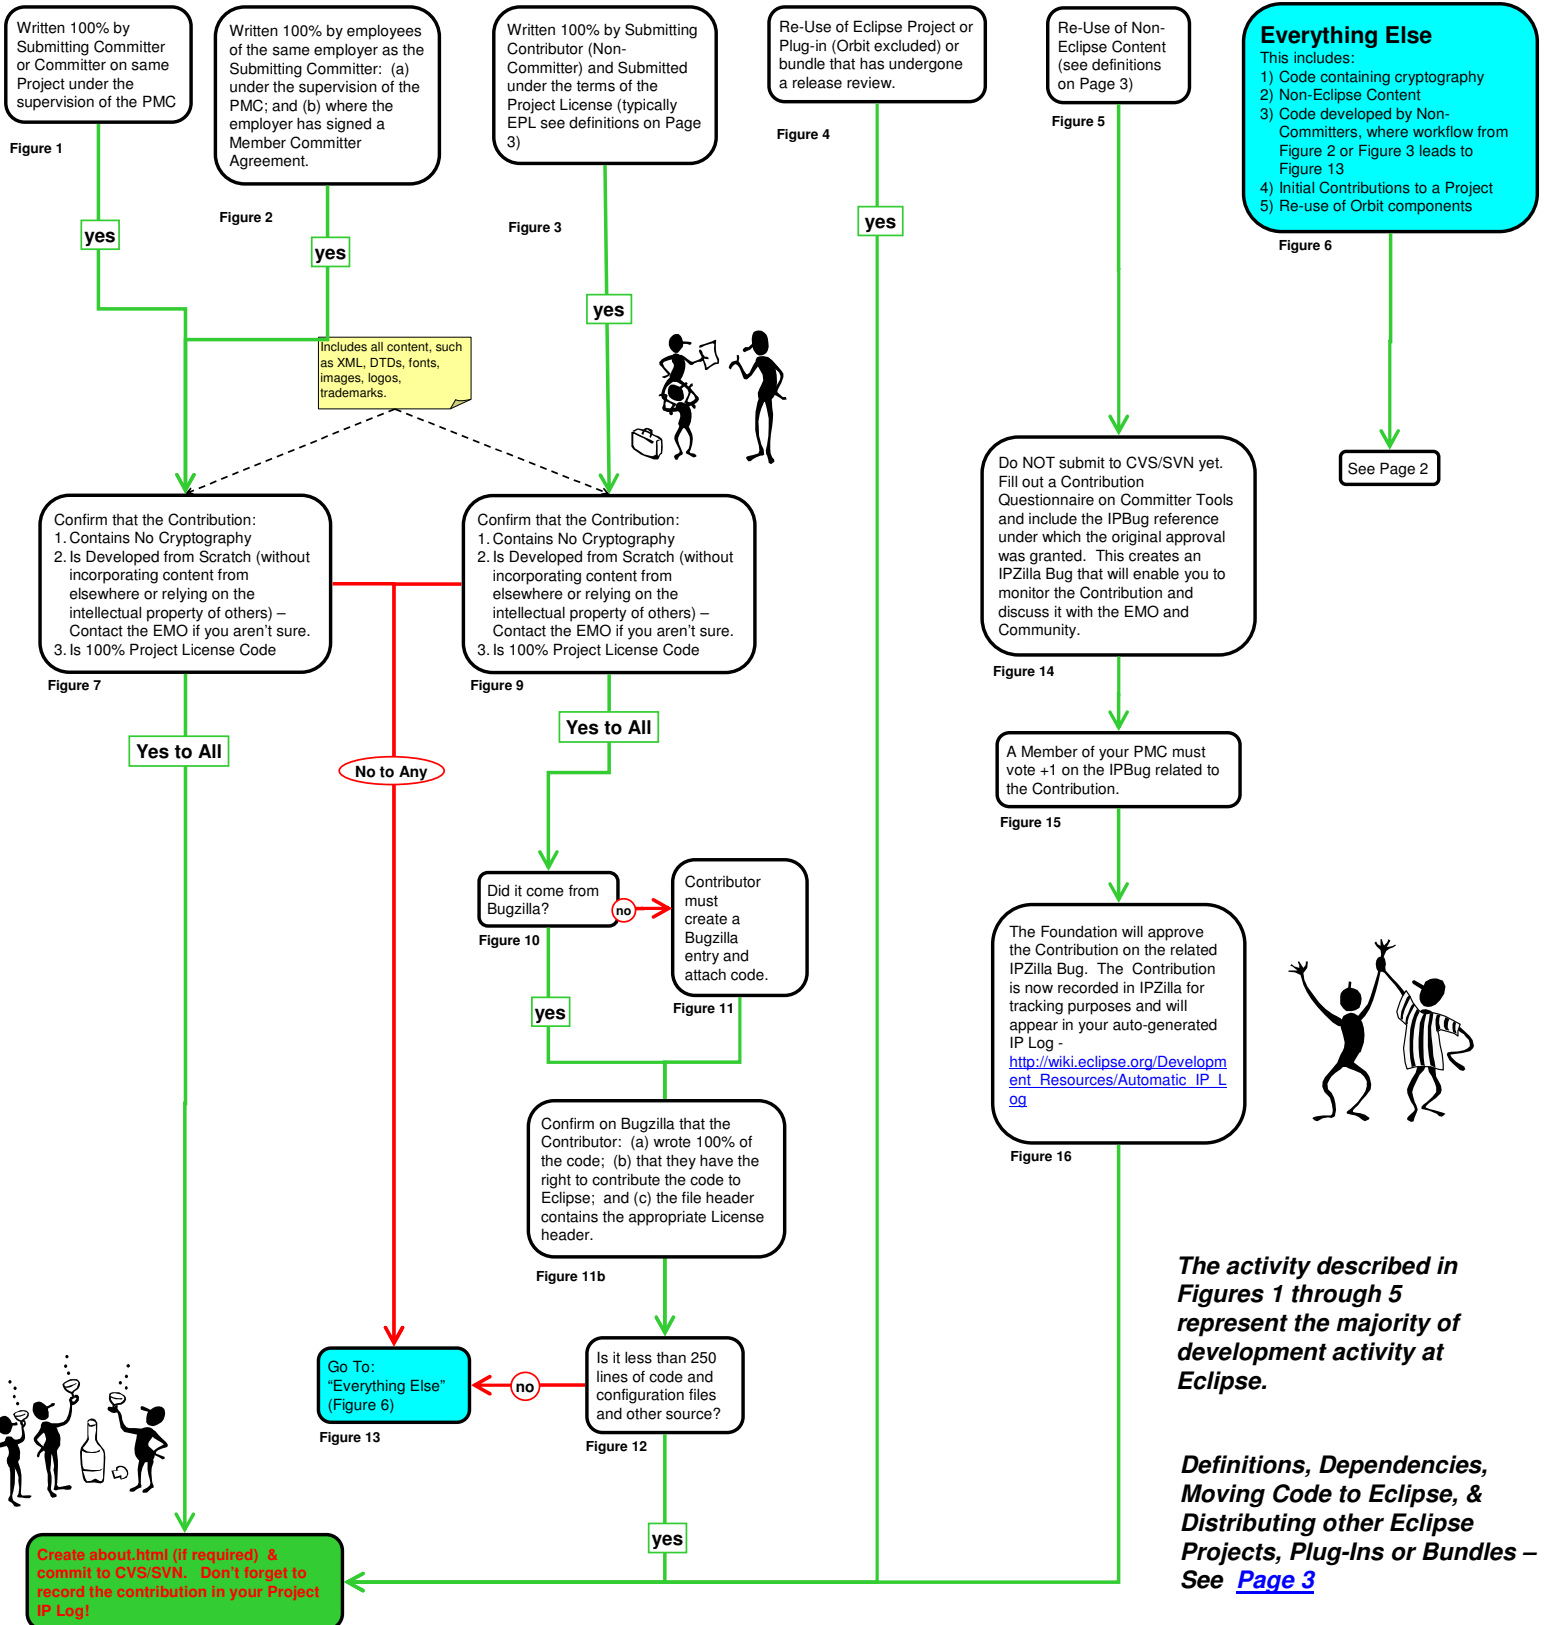 Written 100% by
Submitting Committer
or Committer on same
Project under the
supervision of the PMC
Figure 1
yes
Written 100% by employees
of the same employer as the
Submitting Committer:  (a)
under the supervision of the
PMC; and (b) where the
employer has signed a
Member Committer
Agreement.
Figure 2
yes
Written 100% by Submitting
Contributor (Non-
Committer) and Submitted
under the terms of the
Project License (typically
EPL see definitions on Page
3)
Figure 3
yes
Re-Use of Eclipse Project or
Plug-in (Orbit excluded) or
bundle that has undergone
a release review.
Figure 4
yes
Re-Use of Non-
Eclipse Content
(see definitions
on Page 3)
Figure 5
Everything Else
This includes:
1) Code containing cryptography
2) Non-Eclipse Content
3) Code developed by Non-
Committers, where workflow from
Figure 2 or Figure 3 leads to
Figure 13
4) Initial Contributions to a Project
5) Re-use of Orbit components
Figure 6
See Page 2
Includes all content, such
as XML, DTDs, fonts,
images, logos,
trademarks.
Confirm that the Contribution:
1. Contains No Cryptography
2. Is Developed from Scratch (without
incorporating content from
elsewhere or relying on the
intellectual property of others) –
Contact the EMO if you aren't sure.
3. Is 100% Project License Code
Figure 7
Yes to All
No to Any
Confirm that the Contribution:
1. Contains No Cryptography
2. Is Developed from Scratch (without
incorporating content from
elsewhere or relying on the
intellectual property of others) –
Contact the EMO if you aren't sure.
3. Is 100% Project License Code
Figure 9
Yes to All
Did it come from
Bugzilla?
no
Figure 10
yes
Contributor
must
create a
Bugzilla
entry and
attach code.
Figure 11
Confirm on Bugzilla that the
Contributor:  (a) wrote 100% of
the code;  (b) that they have the
right to contribute the code to
Eclipse;  and (c) the file header
contains the appropriate License
header.
Figure 11b
Is it less than 250
lines of code and
configuration files
and other source?
Figure 12
no
yes
Go To:
“Everything Else”
(Figure 6)
Figure 13
Do NOT submit to CVS/SVN yet.
Fill out a Contribution
Questionnaire on Committer Tools
and include the IPBug reference
under which the original approval
was granted.  This creates an
IPZilla Bug that will enable you to
monitor the Contribution and
discuss it with the EMO and
Community.
Figure 14
A Member of your PMC must
vote +1 on the IPBug related to
the Contribution.
Figure 15
The Foundation will approve
the Contribution on the related
IPZilla Bug.  The  Contribution
is now recorded in IPZilla for
tracking purposes and will
appear in your auto-generated
IP Log -
http://wiki.eclipse.org/Developm
ent_Resources/Automatic_IP_L
og
Figure 16
The activity described in
Figures 1 through 5
represent the majority of
development activity at
Eclipse.
Definitions, Dependencies,
Moving Code to Eclipse, &
Distributing other Eclipse
Projects, Plug-Ins or Bundles –
See  Page 3
Create about.html (if required)  &
commit to CVS/SVN.   Don't forget to
record the contribution in your Project
IP Log!